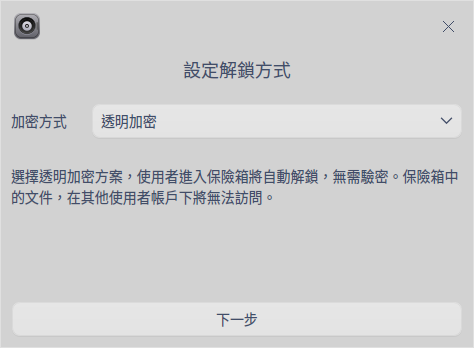 設定解鎖方式
加密方式 透明加密
選擇透明加密方案，使用者進入保險箱將自動解鎖，無需驗密。保險箱中
的文件，在其他使用者帳戶下將無法訪問。
下一步